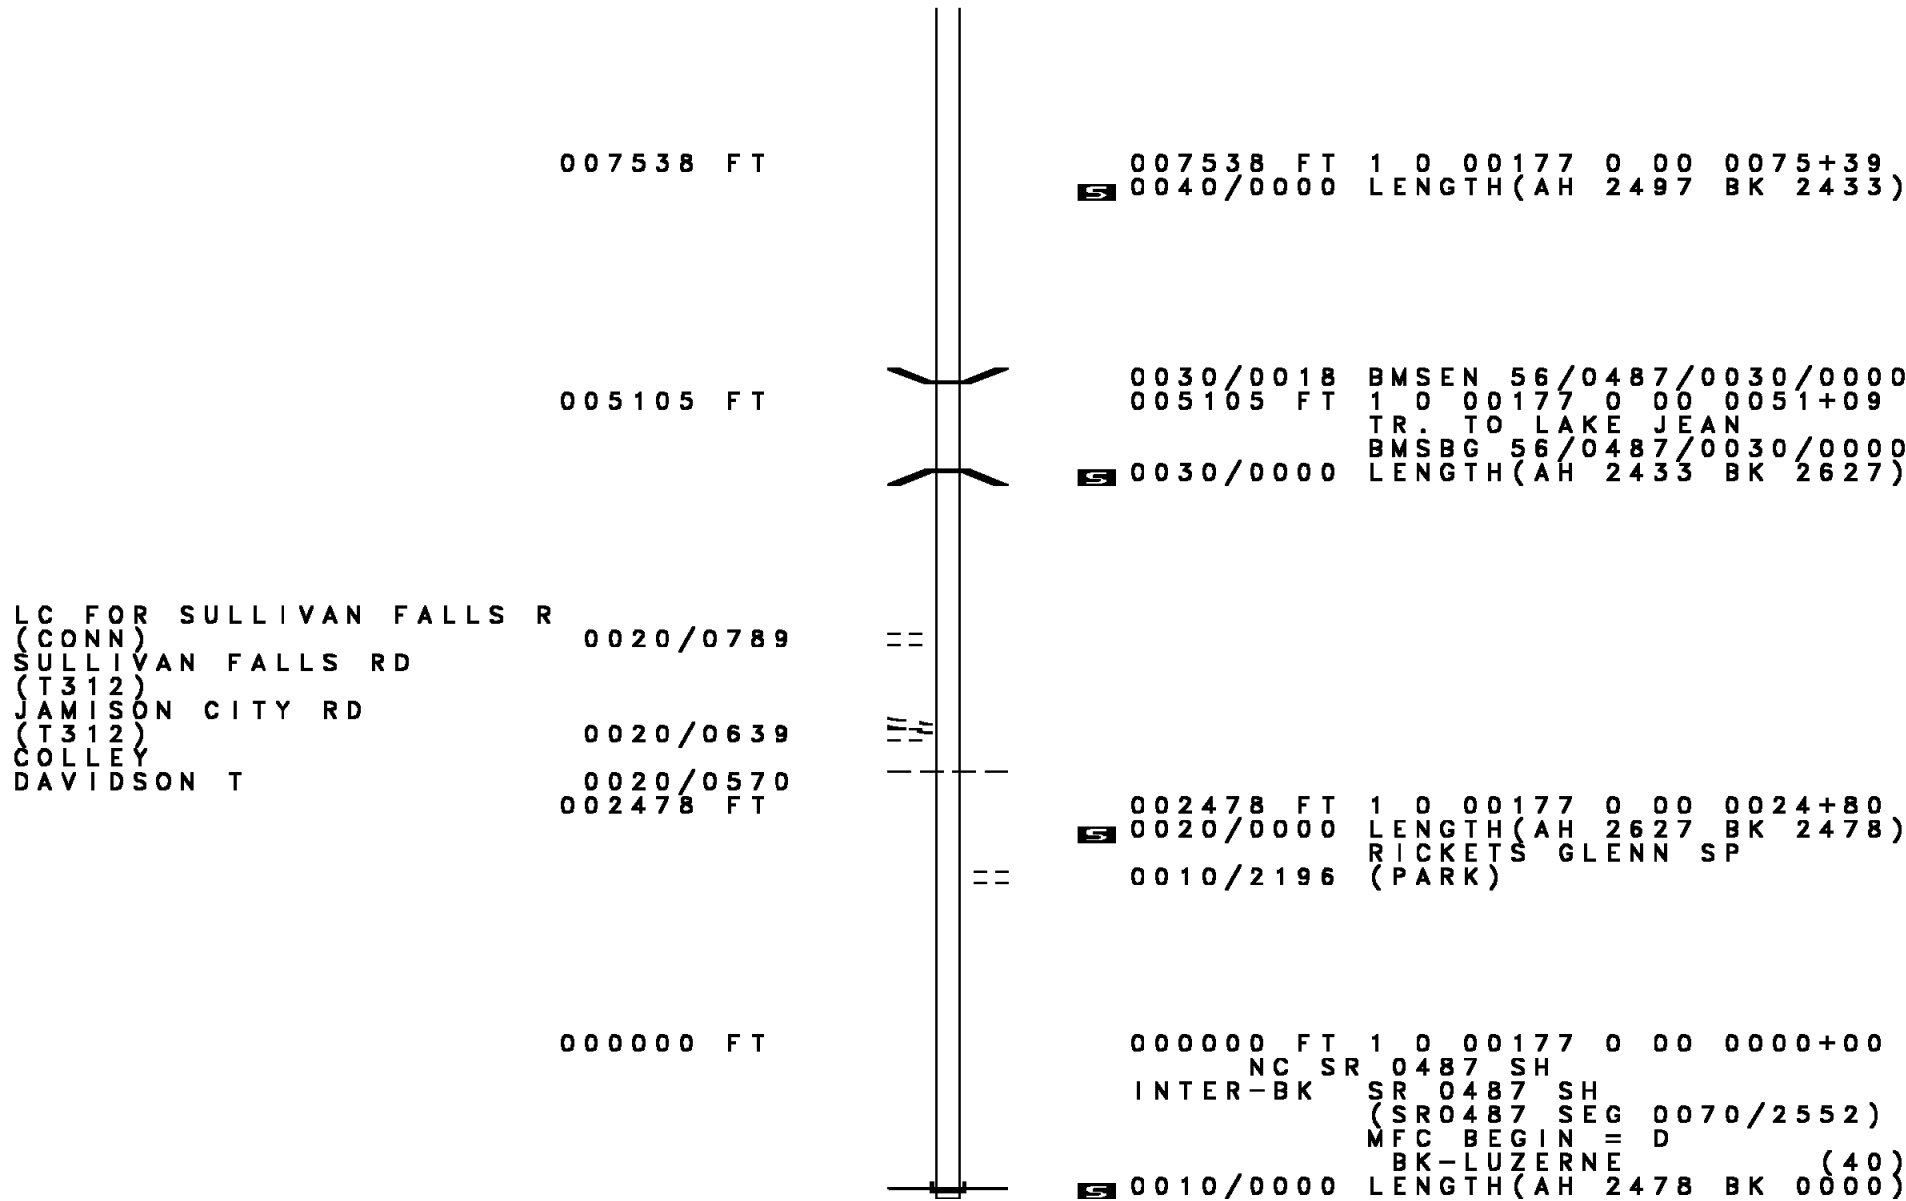 007538 FT 007538 FT 1 0 00177 0 00 0075+39
S 0040/0000 LENGTH(AH 2497 BK 2433)
0030/0018 BMSEN 56/0487/0030/0000
005105 FT 005105 FT 1 0 00177 0 00 0051+09
TR. TO LAKE JEAN
BMSBG 56/0487/0030/0000
S 0030/0000 LENGTH(AH 2433 BK 2627)
LC FOR SULLIVAN FALLS R
(CONN) 0020/0789
SULLIVAN FALLS RD
(T312)
JAMISON CITY RD
(T312) 0020/0639
COLLEY
DAVIDSON T 0020/0570
002478 FT 002478 FT 1 0 00177 0 00 0024+80
S 0020/0000 LENGTH(AH 2627 BK 2478)
RICKETS GLENN SP
0010/2196 (PARK)
000000 FT 000000 FT 1 0 00177 0 00 0000+00
NC SR 0487 SH
INTER-BK SR 0487 SH
(SR0487 SEG 0070/2552)
MFC BEGIN = D
BK-LUZERNE (40)
S 0010/0000 LENGTH(AH 2478 BK 0000)